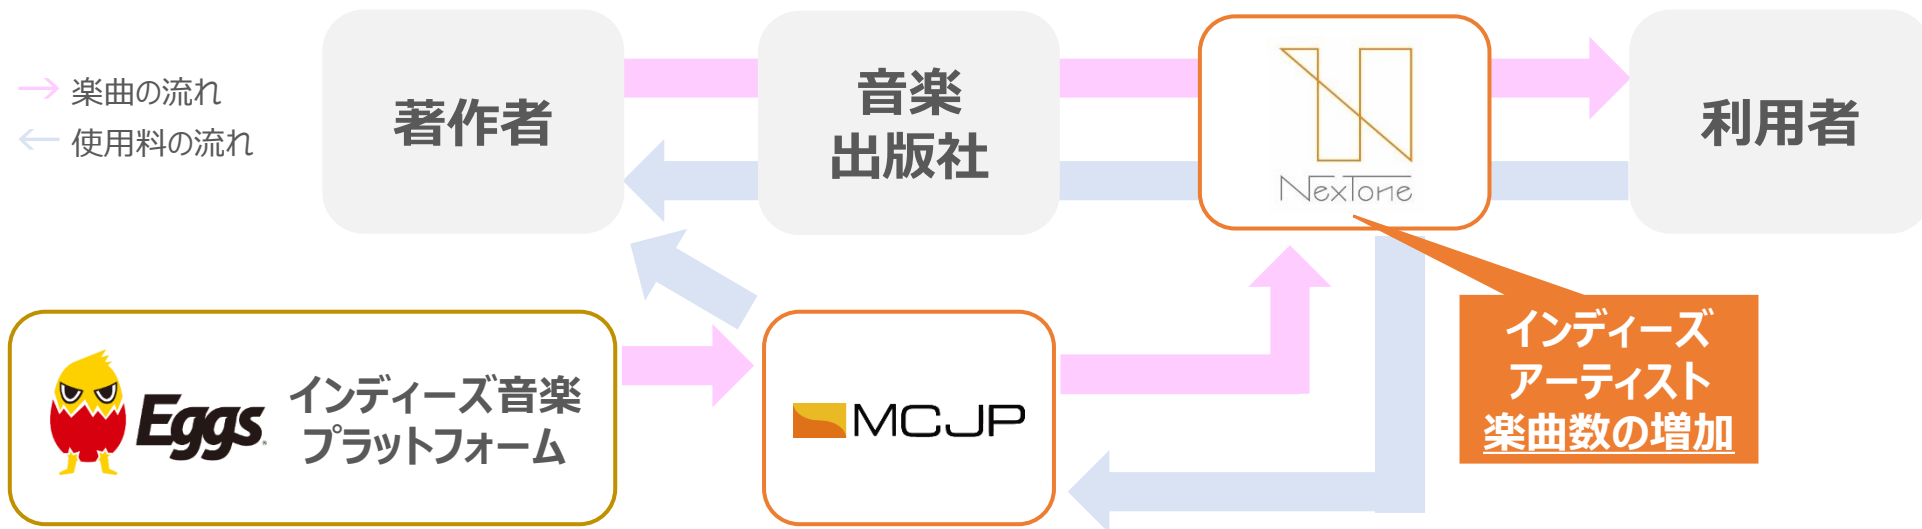 → 楽曲の流れ
← 使用料の流れ
著作者
音楽
出版社
NexTone
利用者
Eggs
インディーズ音楽
プラットフォーム
MCJP
インディーズ
アーティスト
楽曲数の増加